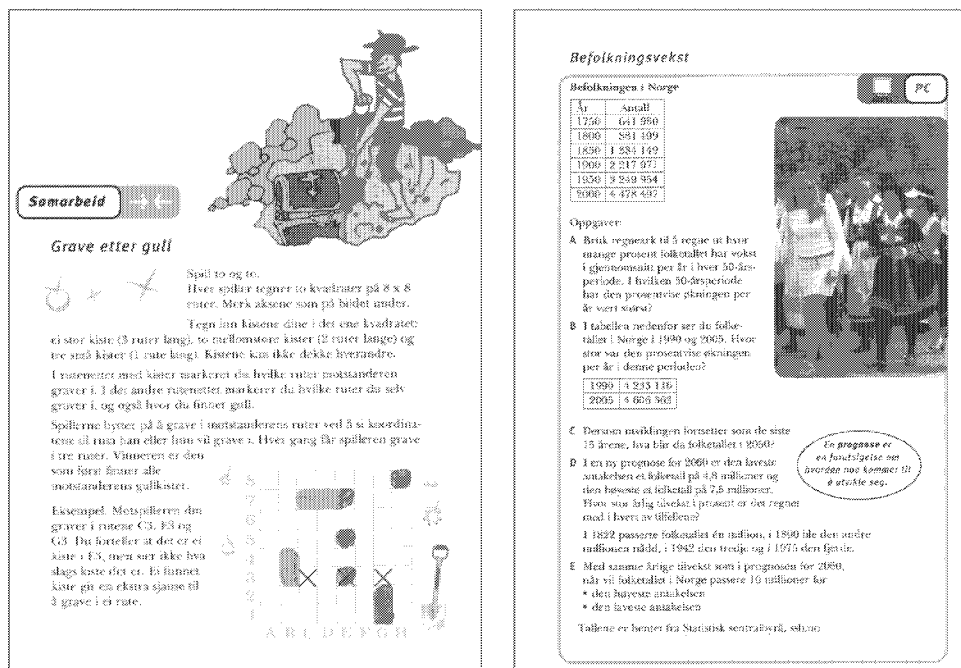 Samarbeid
Grave etter gull
Spill to og to.
Hver spiller tegner to kvadrater på 8 x 8
ruter. Merk aksene som på bildet under.
Tegn inn kistene dine i det ene kvadratet:
ei stor kiste (3 ruter lang), to mellomstore kister (2 ruter lange) og
tre små kister (1 rute lang). Kistene kan ikke dekke hverandre.
I rutenettet med kister markerer du hvilke ruter motstanderen
graver i. I det andre rutenettet markerer du hvilke ruter du selv
graver i, og også hvor du finner gull.
Spillerne bytter på å grave i motstanderens ruter ved å si koordina-
tene til ruta han eller hun vil grave i. Hver gang får spilleren grave
i tre ruter. Vinneren er den
som først finner alle
motstanderens gullkister.
Eksempel: Motspilleren din
graver i rutene C3, E3 og
G3. Du forteller at det er ei
kiste i E3, men sier ikke hva
slags kiste det er. Ei funnet
kiste gir en ekstra sjanse til
å grave i ei rute.
8
7
6
5
4
3
2
1
A B C D E F G H
Befolkningsvekst
PC
Befolkningen i Norge
År Antall
1750 641 950
1800 881 499
1850 1 384 149
1900 2 217 971
1950 3 249 954
2000 4 478 497
Oppgaver:
A Bruk regneark til å regne ut hvor
mange prosent folketallet har vokst
i gjennomsnitt per år i hver 50-års-
periode. I hvilken 50-årsperiode
har den prosentvise økningen per
år vært størst?
B I tabellen nedenfor ser du folke-
tallet i Norge i 1990 og 2005. Hvor
stor var den prosentvise økningen
per år i denne perioden?
1990 4 233 116
2005 4 606 363
C Dersom utviklingen fortsetter som de siste
15 årene, hva blir da folketallet i 2060?
D I en ny prognose for 2060 er den laveste
antakelsen et folketall på 4,8 millioner og
den høyeste et folketall på 7,5 millioner.
Hvor stor årlig tilvekst i prosent er det regnet
med i hvert av tilfellene?
En prognose er
en forutsigelse om
hvordan noe kommer til
å utvikle seg.
I 1822 passerte folketallet én million, i 1890 ble den andre
millionen nådd, i 1942 den tredje og i 1975 den fjerde.
E Med samme årlige tilvekst som i prognosen for 2060,
når vil folketallet i Norge passere 10 millioner for
• den høyeste antakelsen
• den laveste antakelsen
Tallene er hentet fra Statistisk sentralbyrå, ssb.no